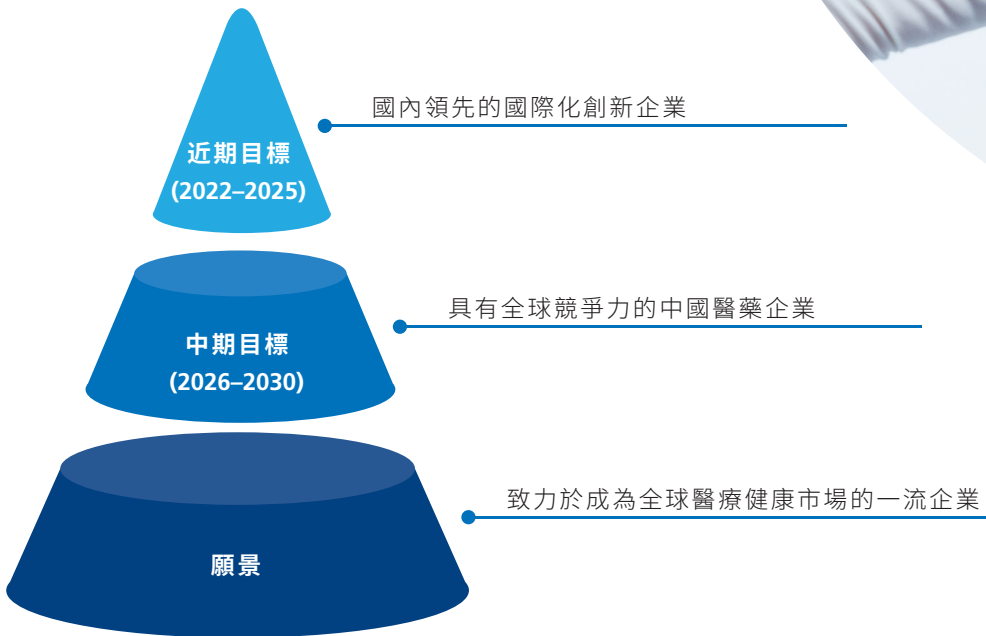 國內領先的國際化創新企業
近期目標
(2022–2025)
具有全球競爭力的中國醫藥企業
中期目標
(2026–2030)
致力於成為全球醫療健康市場的一流企業
願景